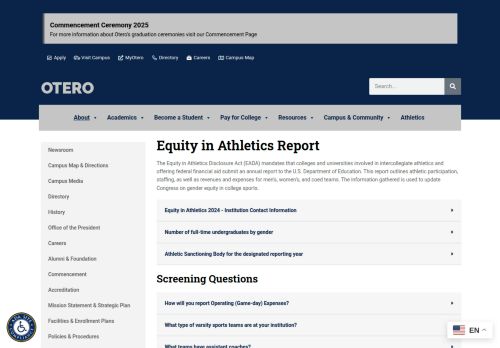 Commencement Ceremony 2025
For more information about Otero's graduation ceremonies visit our Commencement Page
Apply Visit Campus MyOtero Directory Careers Campus Map
OTERO
Search...
About Academics Become a Student Pay for College Resources Campus & Community Athletics
Newsroom
Campus Map & Directions
Campus Media
Directory
History
Office of the President
Careers
Alumni & Foundation
Commencement
Accreditation
Mission Statement & Strategic Plan
Facilities & Enrollment Plans
Policies & Procedures
Equity in Athletics Report
The Equity in Athletics Disclosure Act (EADA) mandates that colleges and universities involved in intercollegiate athletics and
offering federal financial aid submit an annual report to the U.S. Department of Education. This report outlines athletic participation,
staffing, as well as revenues and expenses for men's, women's, and coed teams. The information gathered is used to update
Congress on gender equity in college sports.
Equity in Athletics 2024 - Institution Contact Information
Number of full-time undergraduates by gender
Athletic Sanctioning Body for the designated reporting year
Screening Questions
How will you report Operating (Game-day) Expenses?
What type of varsity sports teams are at your institution?
What teams have assistant coaches?
EN